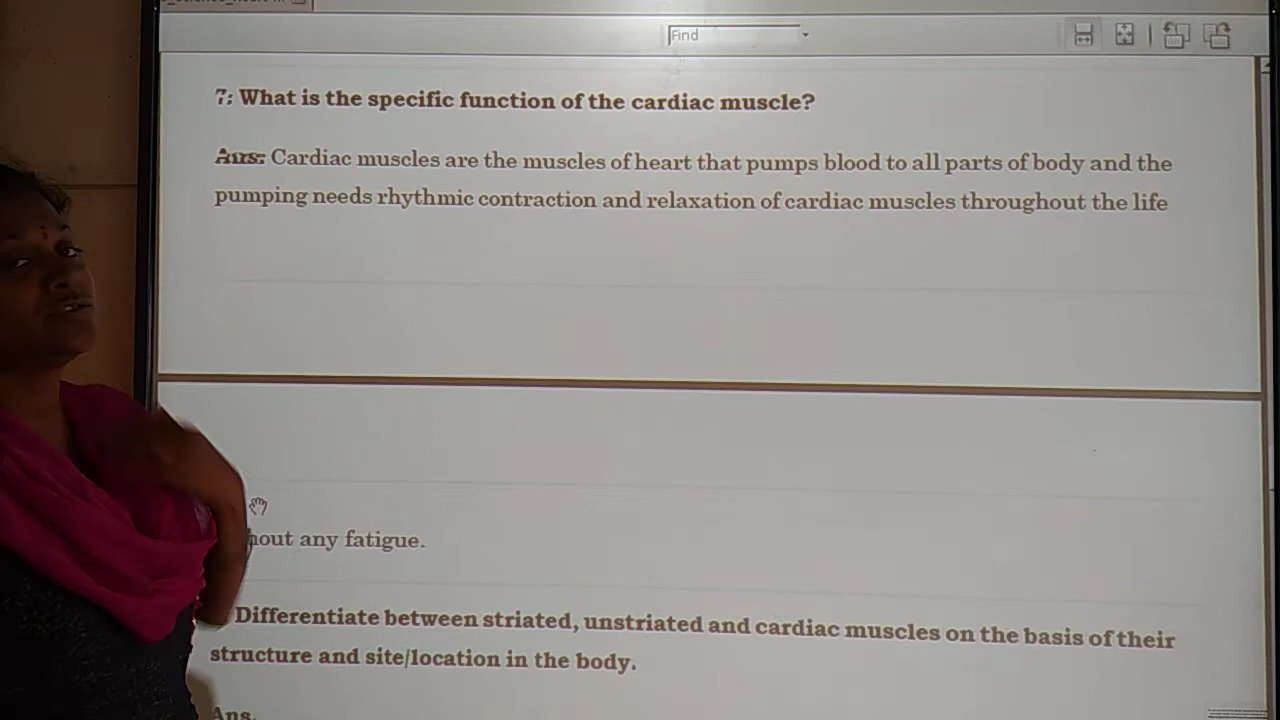 Find
7: What is the specific function of the cardiac muscle?
Ans: Cardiac muscles are the muscles of heart that pumps blood to all parts of body and the
pumping needs rhythmic contraction and relaxation of cardiac muscles throughout the life
hout any fatigue.
Differentiate between striated, unstriated and cardiac muscles on the basis of their
structure and site/location in the body.
Ans.